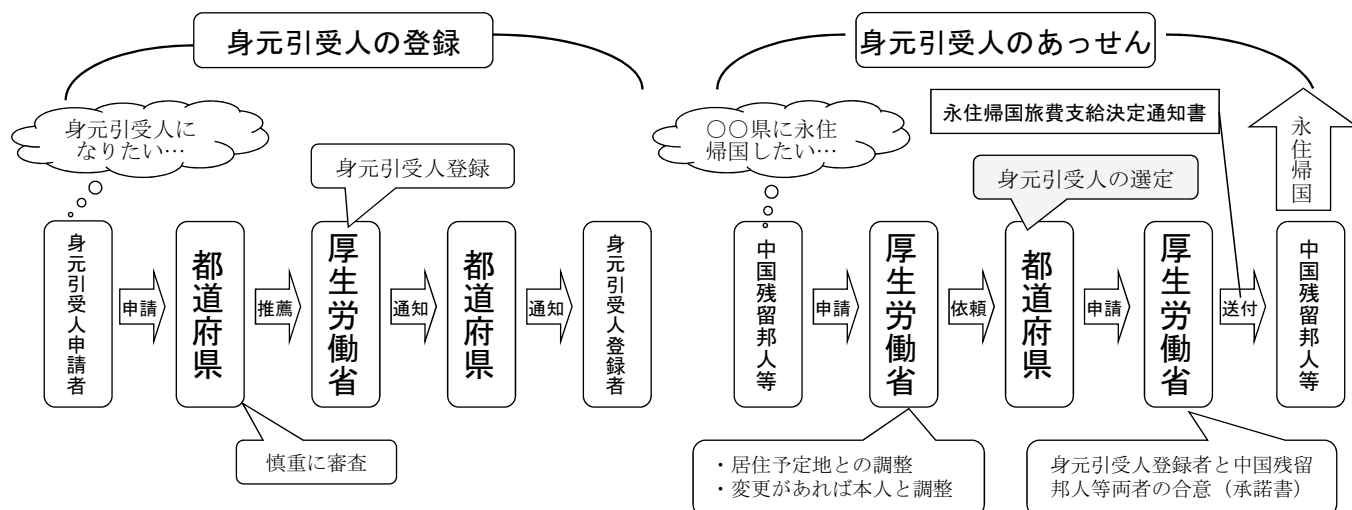 身元引受人の登録
身元引受人に
なりたい…
身元引受人登録
身元引受人申請者
申請
都道府県
推薦
厚生労働省
通知
都道府県
通知
身元引受人登録者
慎重に審査
身元引受人のあっせん
○○県に永住
帰国したい…
永住帰国旅費支給決定通知書
永住帰国
身元引受人の選定
中国残留邦人等
申請
厚生労働省
依頼
都道府県
申請
厚生労働省
送付
中国残留邦人等
・居住予定地との調整
・変更があれば本人と調整
身元引受人登録者と中国残留
邦人等両者の合意（承諾書）